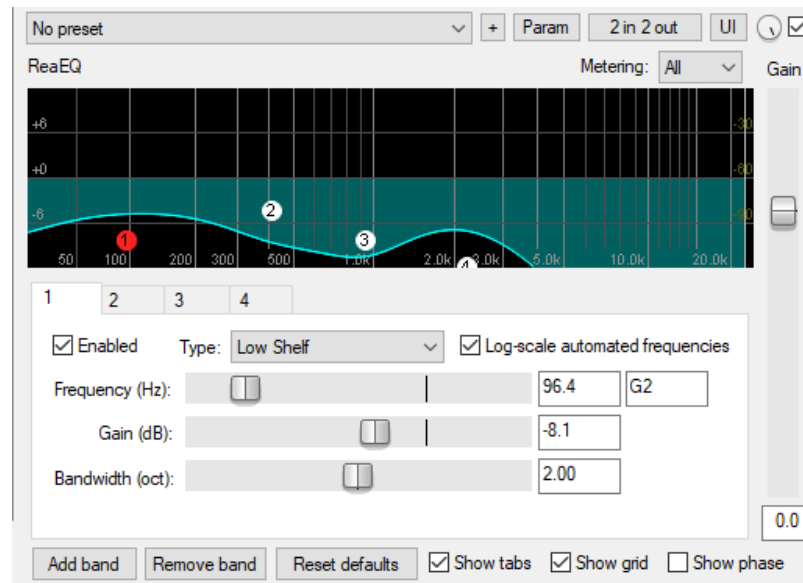 No preset + Param 2 in 2 out UI
ReaEQ Metering: All Gain
+6 -30
+0 -60
-6 -90
1 2 3 4
50 100 200 300 500 1.0k 2.0k 3.0k 5.0k 10.0k 20.0k
1 2 3 4
Enabled Type: Low Shelf Log-scale automated frequencies
Frequency (Hz): 96.4 G2
Gain (dB): -8.1
Bandwidth (oct): 2.00
0.0
Add band Remove band Reset defaults Show tabs Show grid Show phase